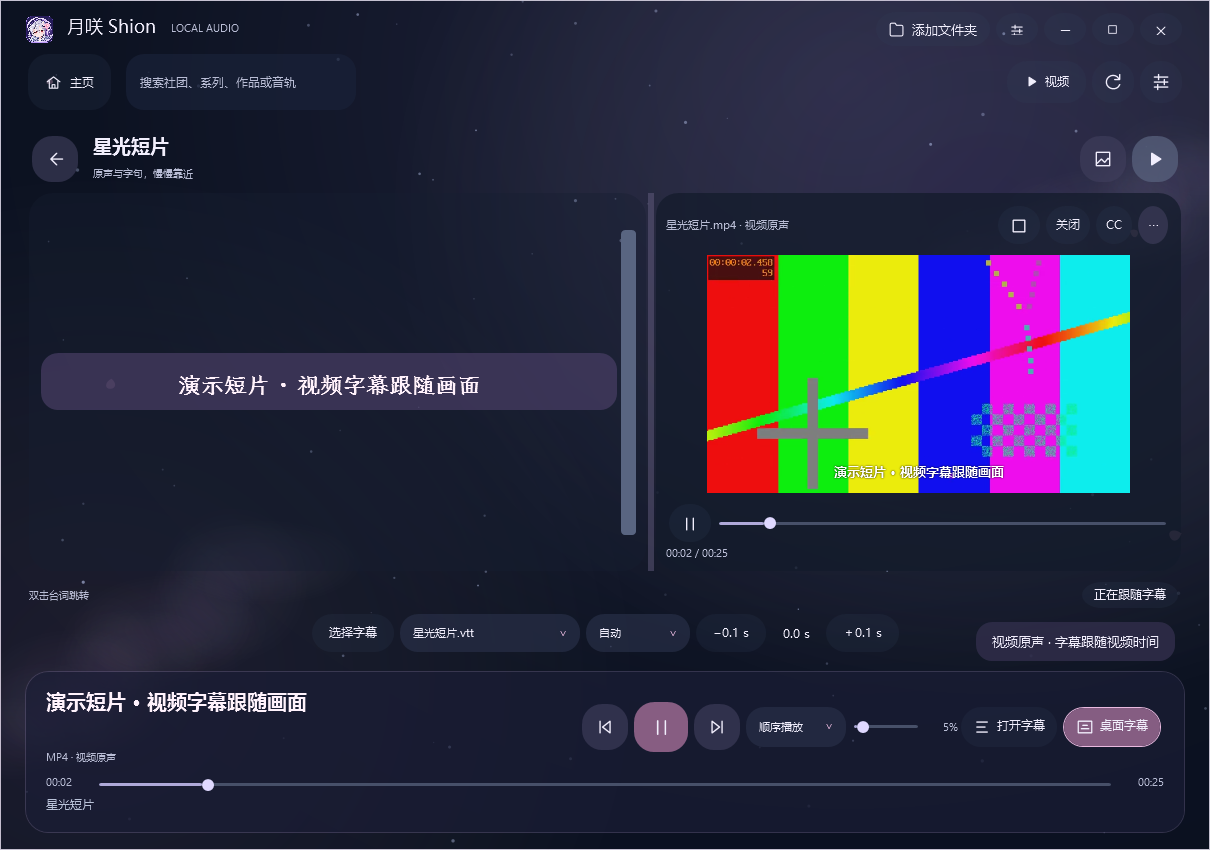 月咲 Shion LOCAL AUDIO 添加文件夹
主页 搜索社团、系列、作品或音轨 视频
星光短片
原声与字句，慢慢靠近
星光短片.mp4 · 视频原声 关闭 CC ...
00:00:02.458
59
演示短片 · 视频字幕跟随画面
演示短片 • 视频字幕跟随画面
00:02 / 00:25
双击台词跳转 正在跟随字幕
选择字幕 星光短片.vtt 自动 −0.1 s 0.0 s +0.1 s 视频原声 · 字幕跟随视频时间
演示短片 • 视频字幕跟随画面
顺序播放 5% 打开字幕 桌面字幕
MP4 · 视频原声
00:02 00:25
星光短片